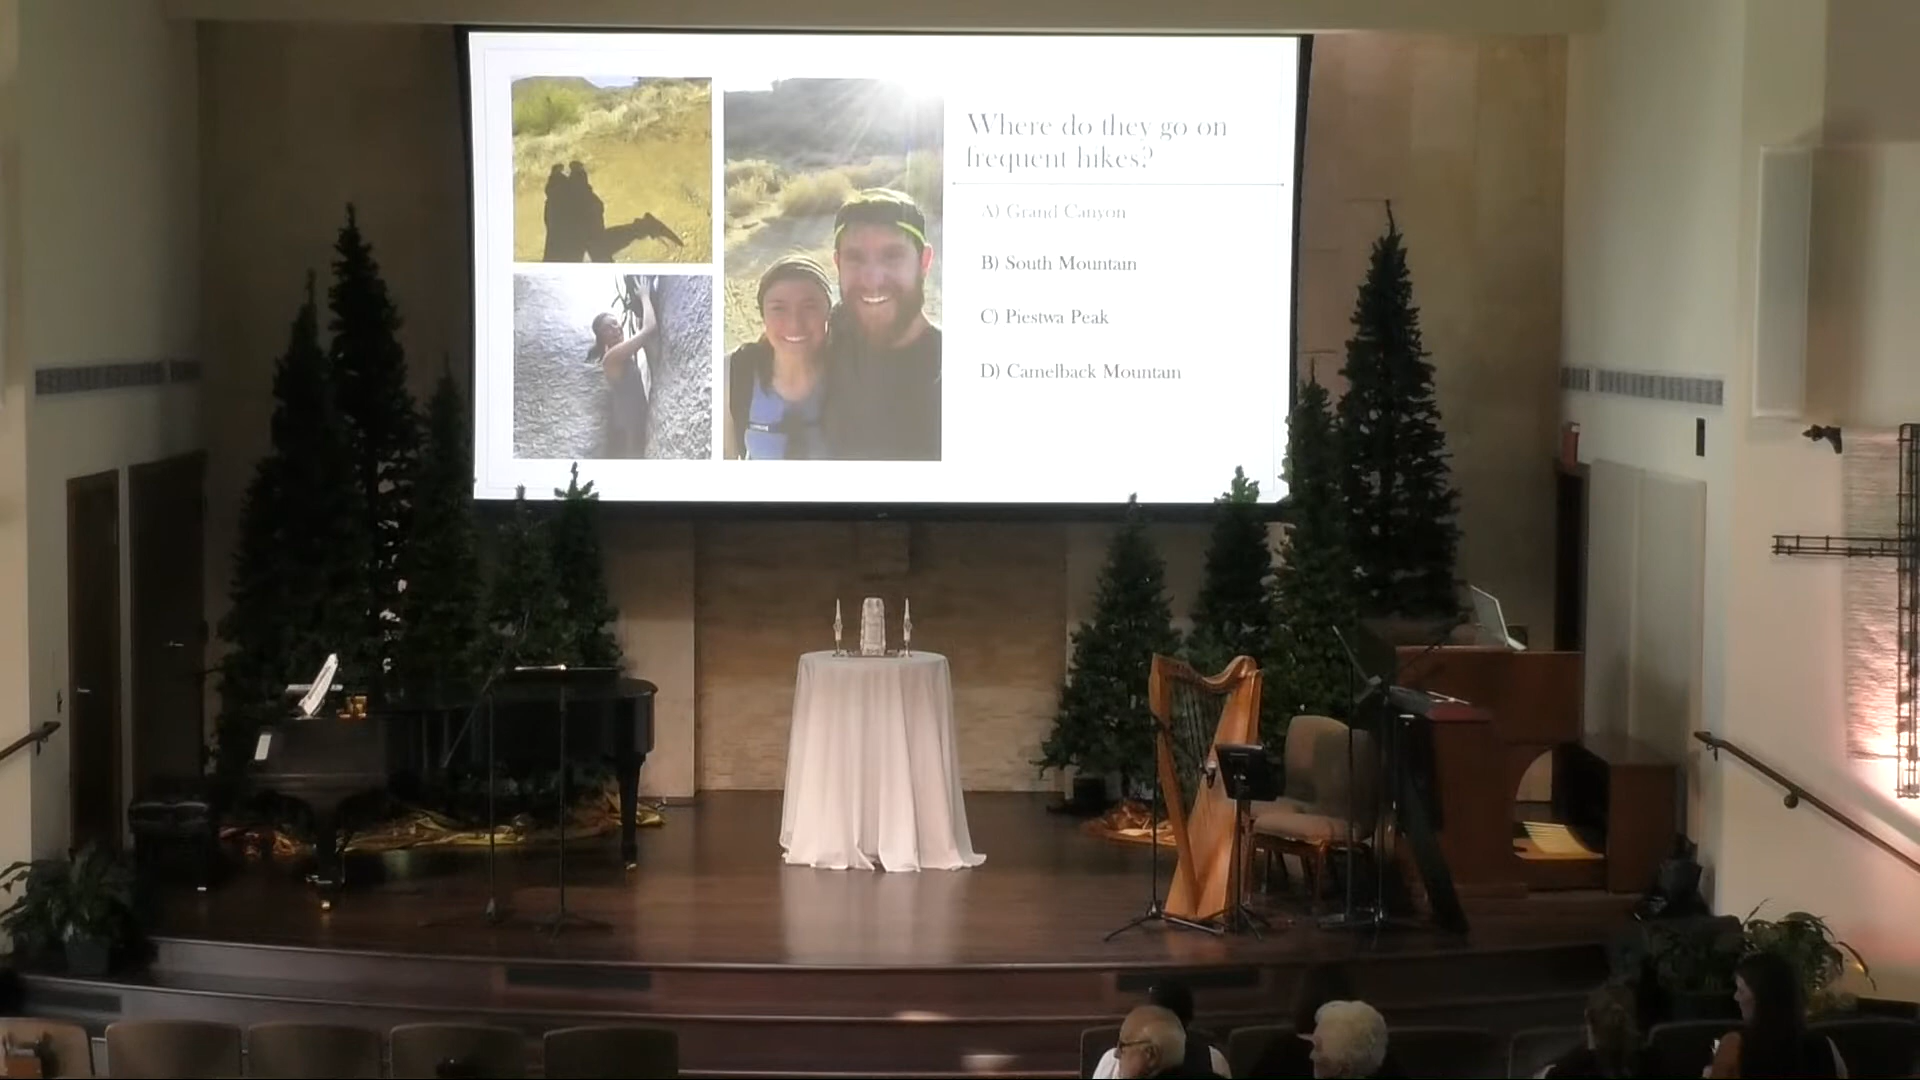 Where do they go on
frequent hikes?
A) Grand Canyon
B) South Mountain
C) Piestwa Peak
D) Camelback Mountain